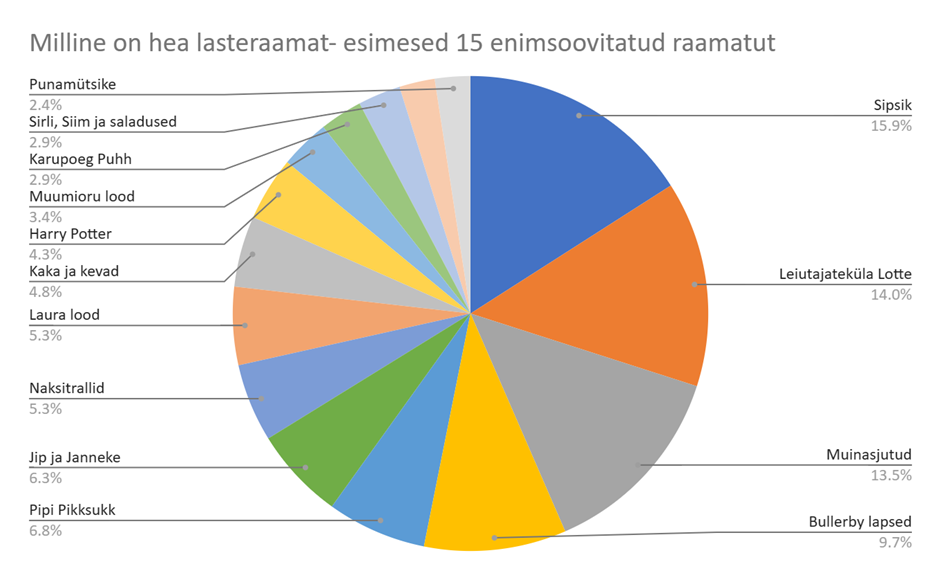 Milline on hea lasteraamat- esimesed 15 enimsoovitatud raamatut
Punamütsike
2.4%
Sirli, Siim ja saladused
2.9%
Karupoeg Puhh
2.9%
Muumioru lood
3.4%
Harry Potter
4.3%
Kaka ja kevad
4.8%
Laura lood
5.3%
Naksitrallid
5.3%
Jip ja Janneke
6.3%
Pipi Pikksukk
6.8%
Sipsik
15.9%
Leiutajateküla Lotte
14.0%
Muinasjutud
13.5%
Bullerby lapsed
9.7%